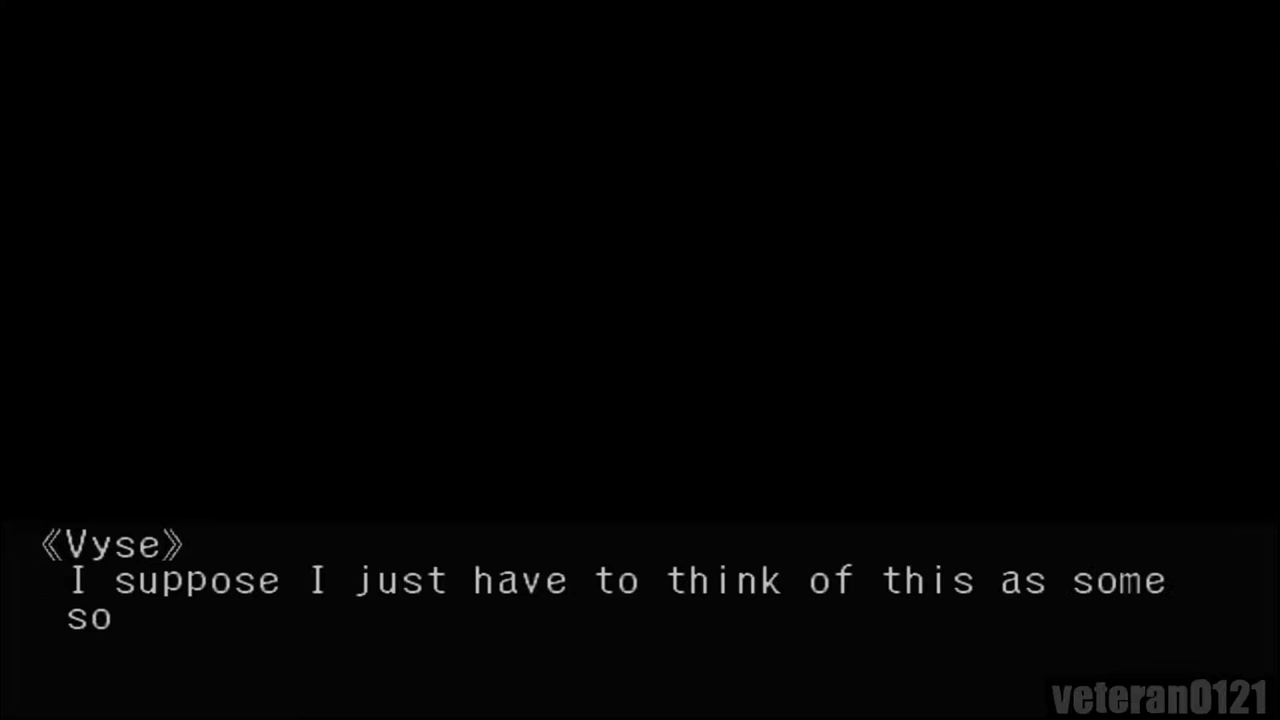 《Vyse》
I suppose I just have to think of this as some
so
veteran0121